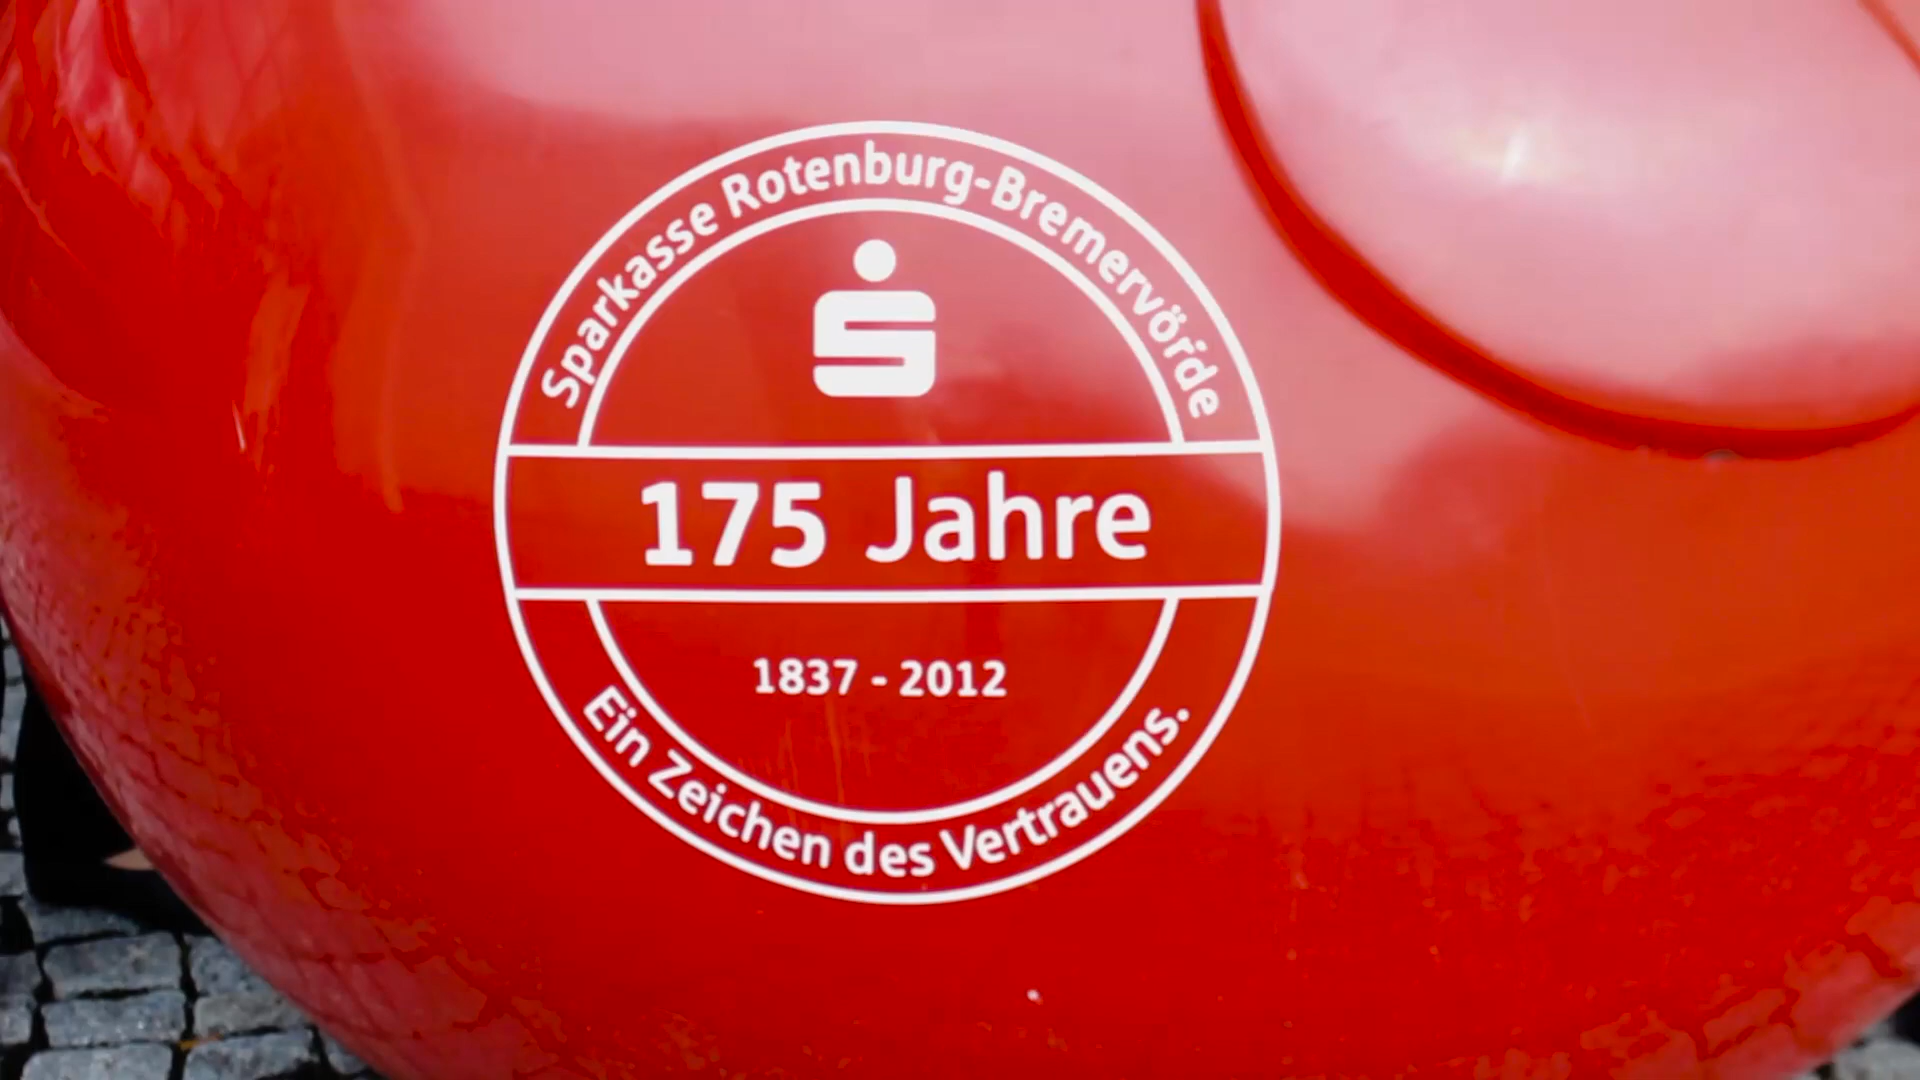 Sparkasse Rotenburg-Bremervörde
175 Jahre
1837 - 2012
Ein Zeichen des Vertrauens.